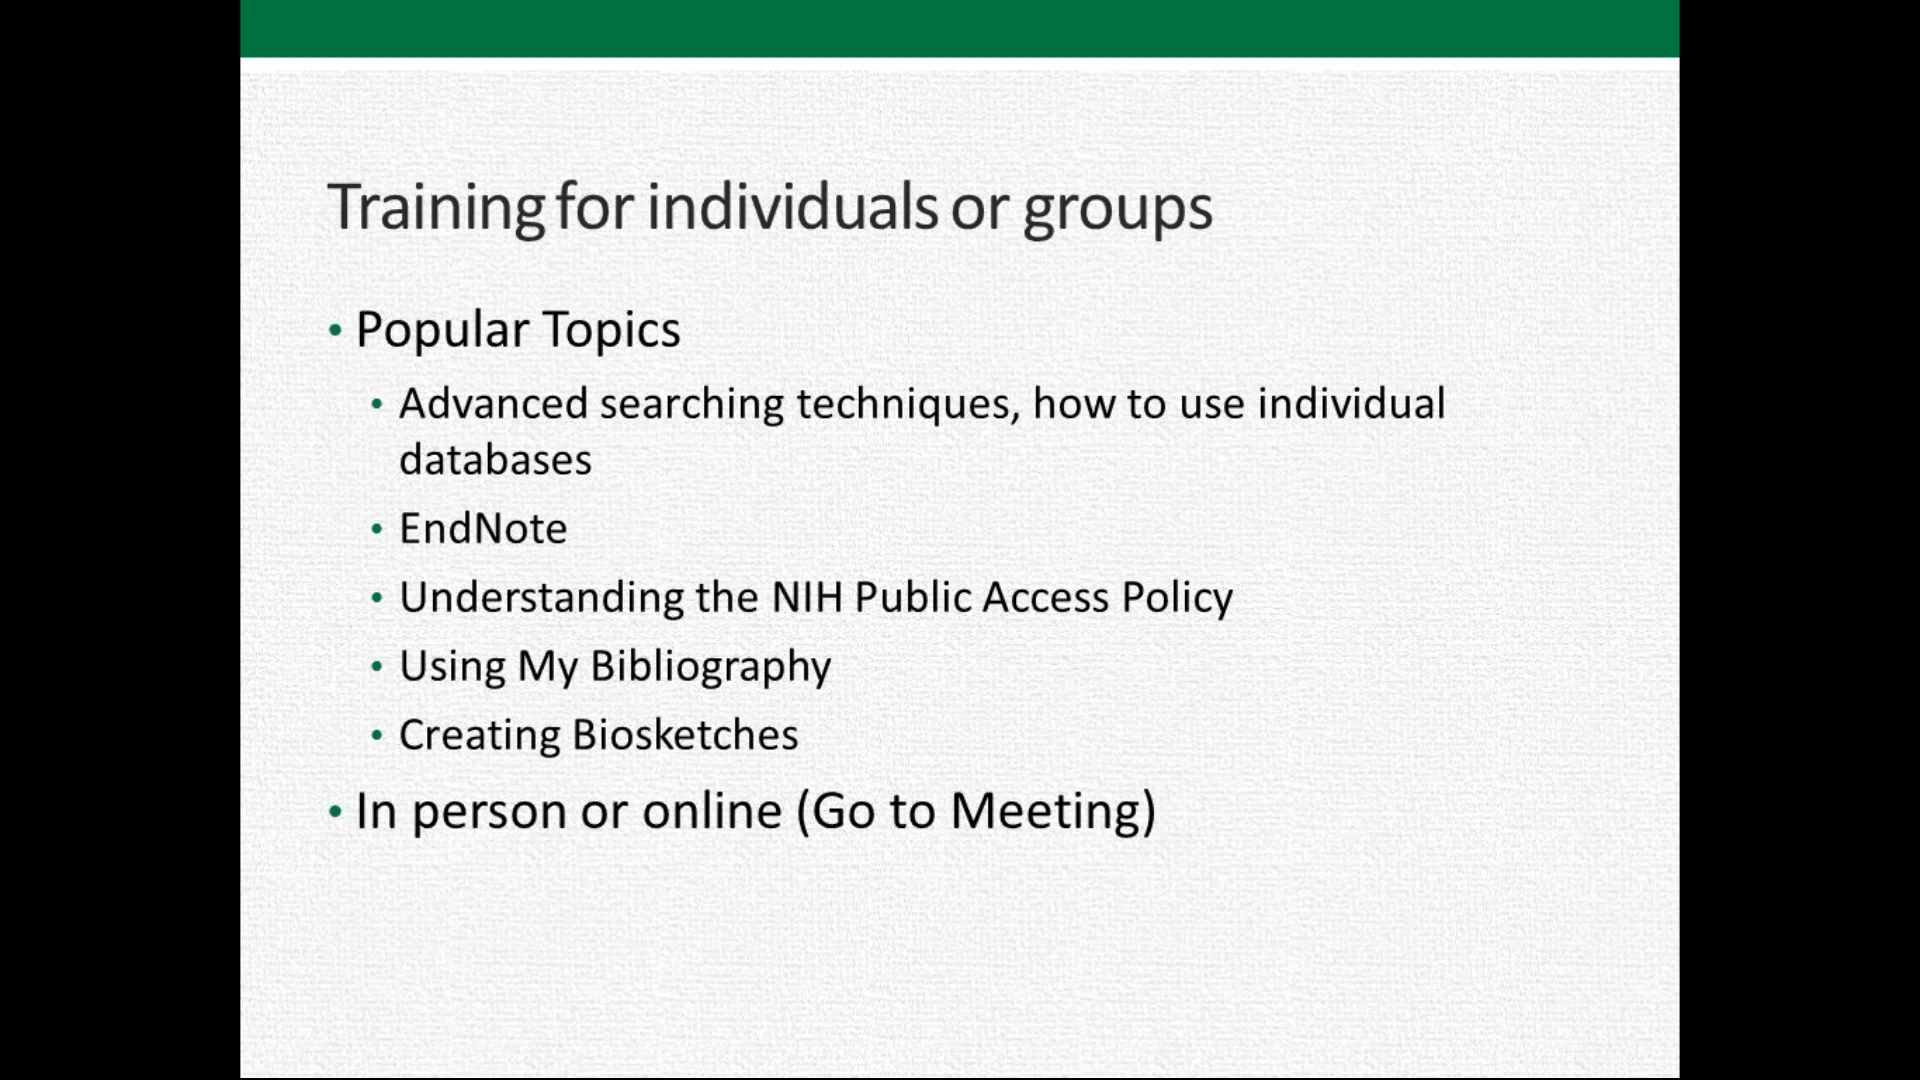 Training for individuals or groups
• Popular Topics
• Advanced searching techniques, how to use individual
databases
• EndNote
• Understanding the NIH Public Access Policy
• Using My Bibliography
• Creating Biosketches
• In person or online (Go to Meeting)